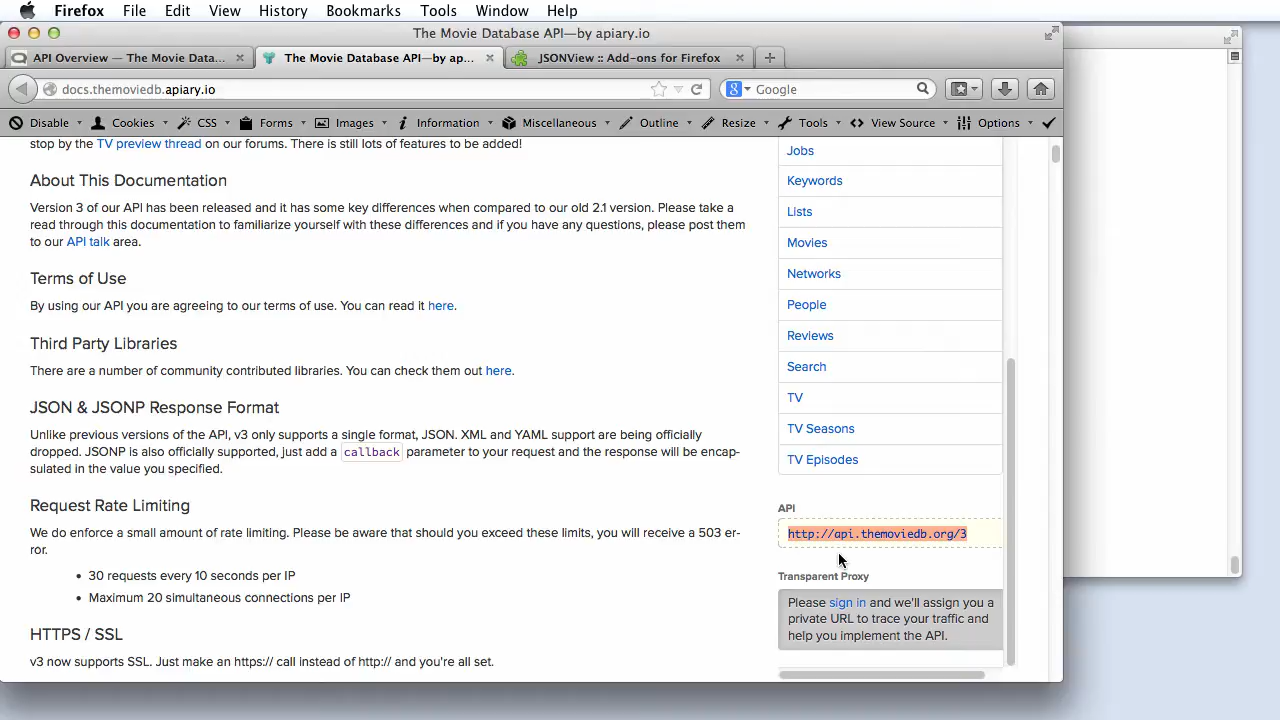 Firefox File Edit View History Bookmarks Tools Window Help
The Movie Database API—by apiary.io
API Overview — The Movie Data... The Movie Database API—by ap... JSONView :: Add-ons for Firefox
docs.themoviedb.apiary.io Google
Disable Cookies CSS Forms Images Information Miscellaneous Outline Resize Tools View Source Options
stop by the TV preview thread on our forums. There is still lots of features to be added!
About This Documentation
Version 3 of our API has been released and it has some key differences when compared to our old 2.1 version. Please take a
read through this documentation to familiarize yourself with these differences and if you have any questions, please post them
to our API talk area.
Terms of Use
By using our API you are agreeing to our terms of use. You can read it here.
Third Party Libraries
There are a number of community contributed libraries. You can check them out here.
JSON & JSONP Response Format
Unlike previous versions of the API, v3 only supports a single format, JSON. XML and YAML support are being officially
dropped. JSONP is also officially supported, just add a callback parameter to your request and the response will be encap-
sulated in the value you specified.
Request Rate Limiting
We do enforce a small amount of rate limiting. Please be aware that should you exceed these limits, you will receive a 503 er-
ror.
• 30 requests every 10 seconds per IP
• Maximum 20 simultaneous connections per IP
HTTPS / SSL
v3 now supports SSL. Just make an https:// call instead of http:// and you're all set.
Jobs
Keywords
Lists
Movies
Networks
People
Reviews
Search
TV
TV Seasons
TV Episodes
API
http://api.themoviedb.org/3
Transparent Proxy
Please sign in and we'll assign you a
private URL to trace your traffic and
help you implement the API.